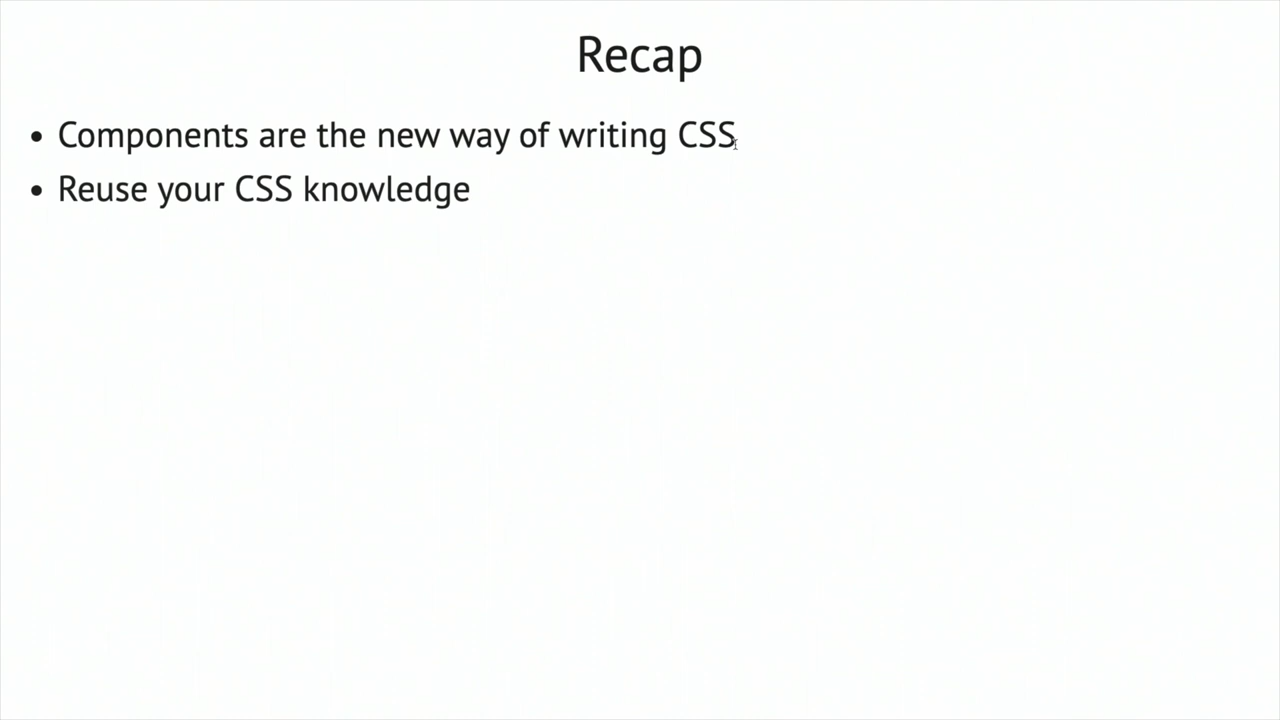 Recap
• Components are the new way of writing CSS
• Reuse your CSS knowledge